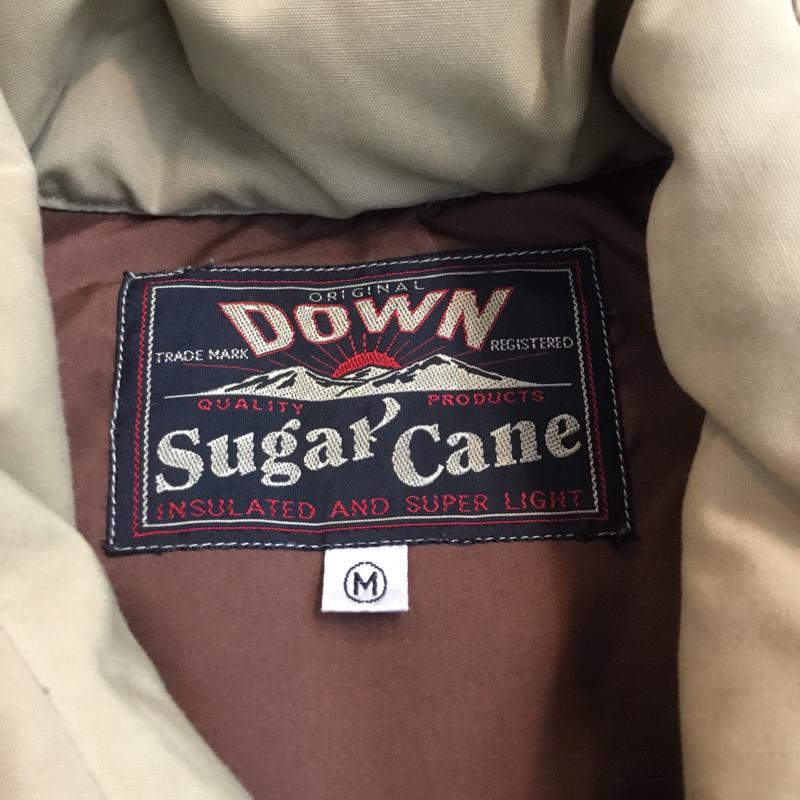 ORIGINAL
DOWN
TRADE MARK REGISTERED
QUALITY PRODUCTS
Sugar Cane
INSULATED AND SUPER LIGHT
M